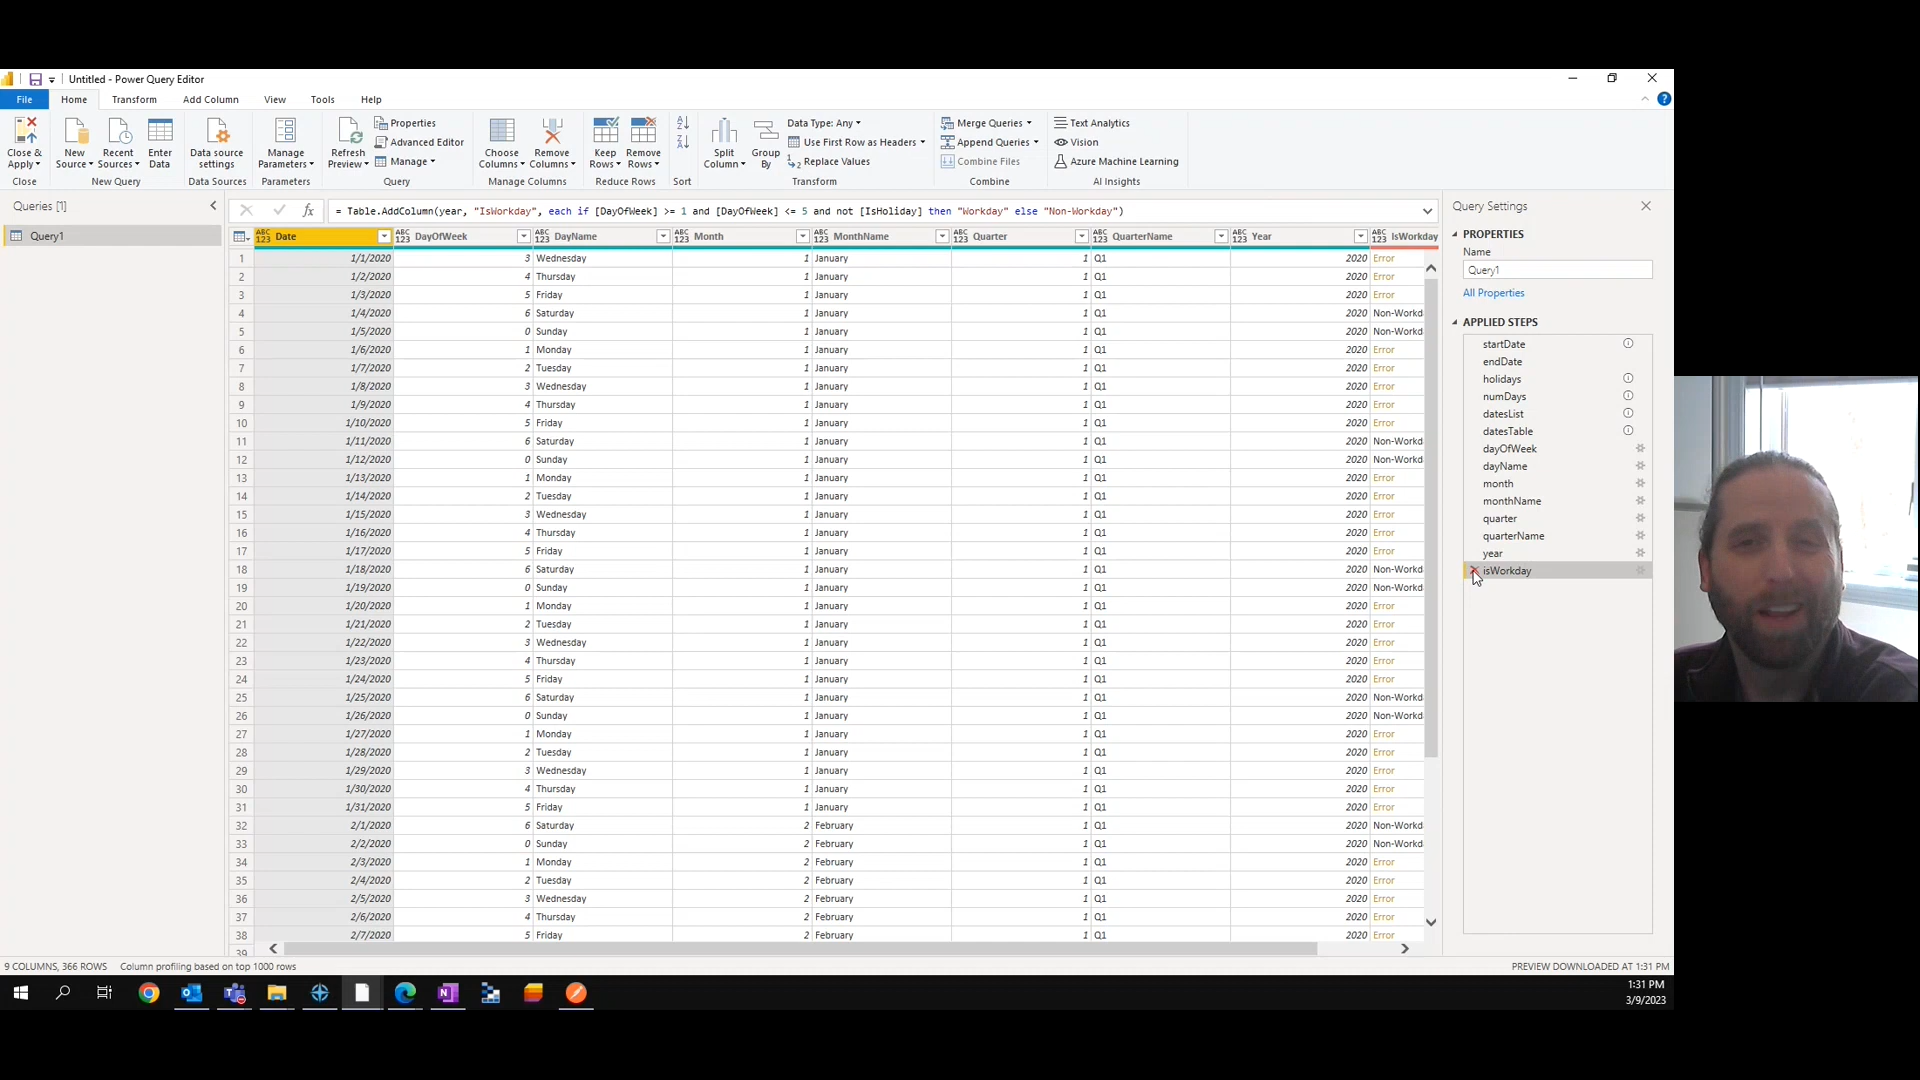 Untitled - Power Query Editor
File Home Transform Add Column View Tools Help
Close & Apply
New Source
Recent Sources
Enter Data
Data source settings
Manage Parameters
Refresh Preview
Properties
Advanced Editor
Manage
Choose Columns
Remove Columns
Keep Rows
Remove Rows
Split Column
Group By
Data Type: Any
Use First Row as Headers
Replace Values
Merge Queries
Append Queries
Combine Files
Text Analytics
Vision
Azure Machine Learning
Close New Query Data Sources Parameters Query Manage Columns Reduce Rows Sort Transform Combine AI Insights
Queries [1]
Query1
fx = Table.AddColumn(year, "IsWorkday", each if [DayOfWeek] >= 1 and [DayOfWeek] <= 5 and not [IsHoliday] then "Workday" else "Non-Workday")
ABC 123 Date ABC 123 DayOfWeek ABC 123 DayName ABC 123 Month ABC 123 MonthName ABC 123 Quarter ABC 123 QuarterName ABC 123 Year ABC 123 IsWorkday
1 1/1/2020 3 Wednesday 1 January 1 Q1 2020 Error
2 1/2/2020 4 Thursday 1 January 1 Q1 2020 Error
3 1/3/2020 5 Friday 1 January 1 Q1 2020 Error
4 1/4/2020 6 Saturday 1 January 1 Q1 2020 Non-Workd
5 1/5/2020 0 Sunday 1 January 1 Q1 2020 Non-Workd
6 1/6/2020 1 Monday 1 January 1 Q1 2020 Error
7 1/7/2020 2 Tuesday 1 January 1 Q1 2020 Error
8 1/8/2020 3 Wednesday 1 January 1 Q1 2020 Error
9 1/9/2020 4 Thursday 1 January 1 Q1 2020 Error
10 1/10/2020 5 Friday 1 January 1 Q1 2020 Error
11 1/11/2020 6 Saturday 1 January 1 Q1 2020 Non-Workd
12 1/12/2020 0 Sunday 1 January 1 Q1 2020 Non-Workd
13 1/13/2020 1 Monday 1 January 1 Q1 2020 Error
14 1/14/2020 2 Tuesday 1 January 1 Q1 2020 Error
15 1/15/2020 3 Wednesday 1 January 1 Q1 2020 Error
16 1/16/2020 4 Thursday 1 January 1 Q1 2020 Error
17 1/17/2020 5 Friday 1 January 1 Q1 2020 Error
18 1/18/2020 6 Saturday 1 January 1 Q1 2020 Non-Workd
19 1/19/2020 0 Sunday 1 January 1 Q1 2020 Non-Workd
20 1/20/2020 1 Monday 1 January 1 Q1 2020 Error
21 1/21/2020 2 Tuesday 1 January 1 Q1 2020 Error
22 1/22/2020 3 Wednesday 1 January 1 Q1 2020 Error
23 1/23/2020 4 Thursday 1 January 1 Q1 2020 Error
24 1/24/2020 5 Friday 1 January 1 Q1 2020 Error
25 1/25/2020 6 Saturday 1 January 1 Q1 2020 Non-Workd
26 1/26/2020 0 Sunday 1 January 1 Q1 2020 Non-Workd
27 1/27/2020 1 Monday 1 January 1 Q1 2020 Error
28 1/28/2020 2 Tuesday 1 January 1 Q1 2020 Error
29 1/29/2020 3 Wednesday 1 January 1 Q1 2020 Error
30 1/30/2020 4 Thursday 1 January 1 Q1 2020 Error
31 1/31/2020 5 Friday 1 January 1 Q1 2020 Error
32 2/1/2020 6 Saturday 2 February 1 Q1 2020 Non-Workd
33 2/2/2020 0 Sunday 2 February 1 Q1 2020 Non-Workd
34 2/3/2020 1 Monday 2 February 1 Q1 2020 Error
35 2/4/2020 2 Tuesday 2 February 1 Q1 2020 Error
36 2/5/2020 3 Wednesday 2 February 1 Q1 2020 Error
37 2/6/2020 4 Thursday 2 February 1 Q1 2020 Error
38 2/7/2020 5 Friday 2 February 1 Q1 2020 Error
39
Query Settings
PROPERTIES
Name
Query1
All Properties
APPLIED STEPS
startDate
endDate
holidays
numDays
datesList
datesTable
dayOfWeek
dayName
month
monthName
quarter
quarterName
year
isWorkday
9 COLUMNS, 366 ROWS Column profiling based on top 1000 rows
PREVIEW DOWNLOADED AT 1:31 PM
1:31 PM
3/9/2023